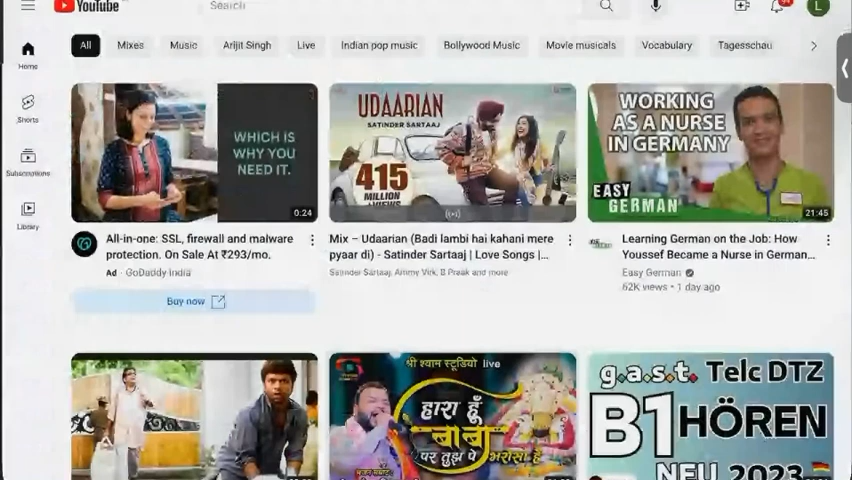 YouTube
Search
L
All
Mixes
Music
Arijit Singh
Live
Indian pop music
Bollywood Music
Movie musicals
Vocabulary
Tagesschau
Home
Shorts
Subscriptions
Library
WHICH IS
WHY YOU
NEED IT.
0:24
All-in-one: SSL, firewall and malware
protection. On Sale At ₹293/mo.
Ad · GoDaddy India
Buy now
UDAARIAN
SATINDER SARTAAJ
415
MILLION
VIEWS
Mix – Udaarian (Badi lambi hai kahani mere
pyaar di) - Satinder Sartaaj | Love Songs |...
Satinder Sartaaj, Ammy Virk, B Praak and more
WORKING
AS A NURSE
IN GERMANY
EASY
GERMAN
21:45
Learning German on the Job: How
Youssef Became a Nurse in German...
Easy German
62K views • 1 day ago
श्री श्याम स्टूडियो live
हारा हूँ
बाबा
पर तुझ पे भरोसा है
g.a.s.t. Telc DTZ
B1 HÖREN
NEU 2023